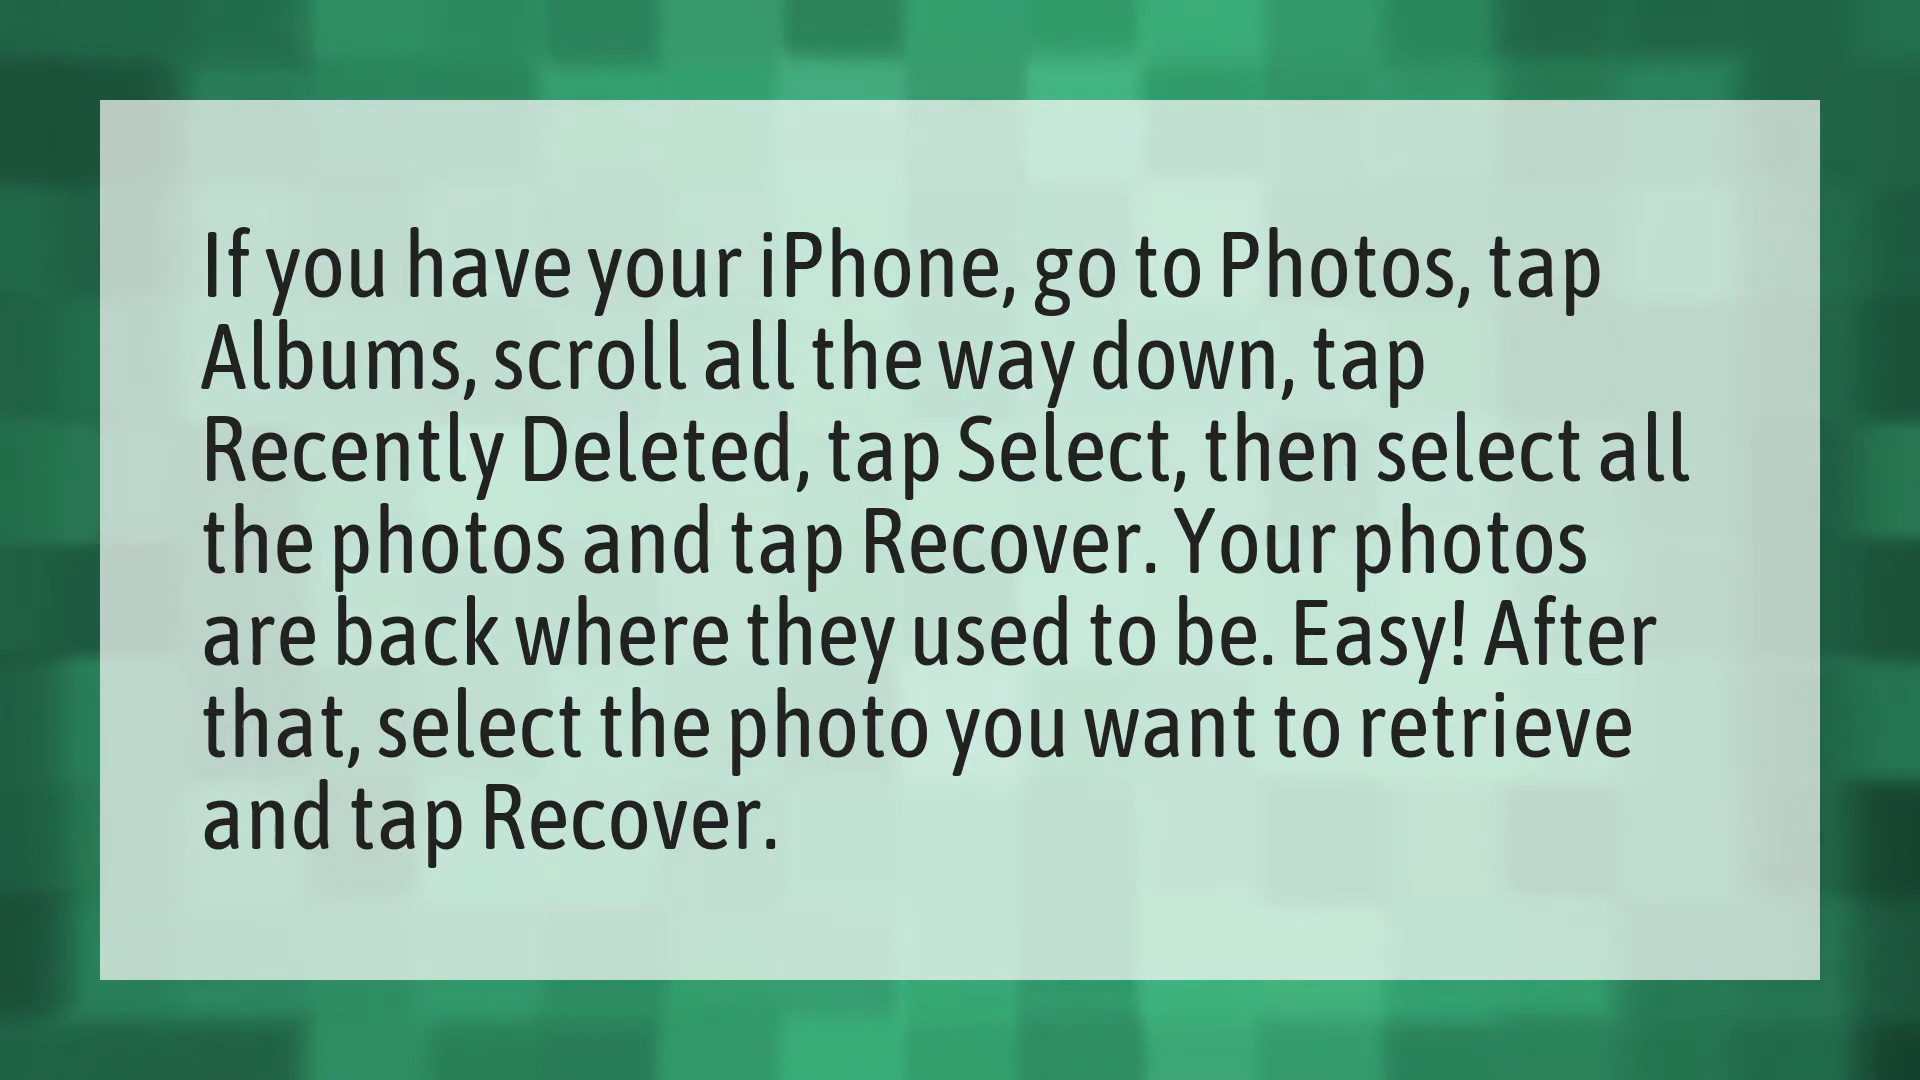 If you have your iPhone, go to Photos, tap
Albums, scroll all the way down, tap
Recently Deleted, tap Select, then select all
the photos and tap Recover. Your photos
are back where they used to be. Easy! After
that, select the photo you want to retrieve
and tap Recover.